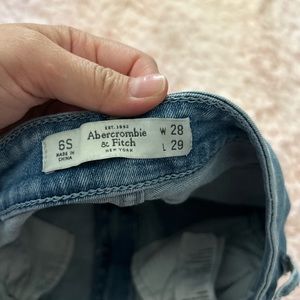 EST. 1892
Abercrombie
& Fitch
NEW YORK
6S
MADE IN
CHINA
W 28
L 29